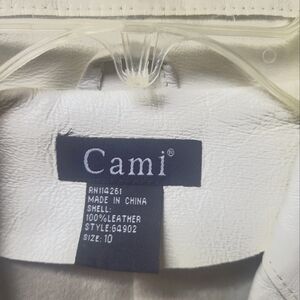 Cami®
RN114261
MADE IN CHINA
SHELL:
100%LEATHER
STYLE:64902
SIZE: 10